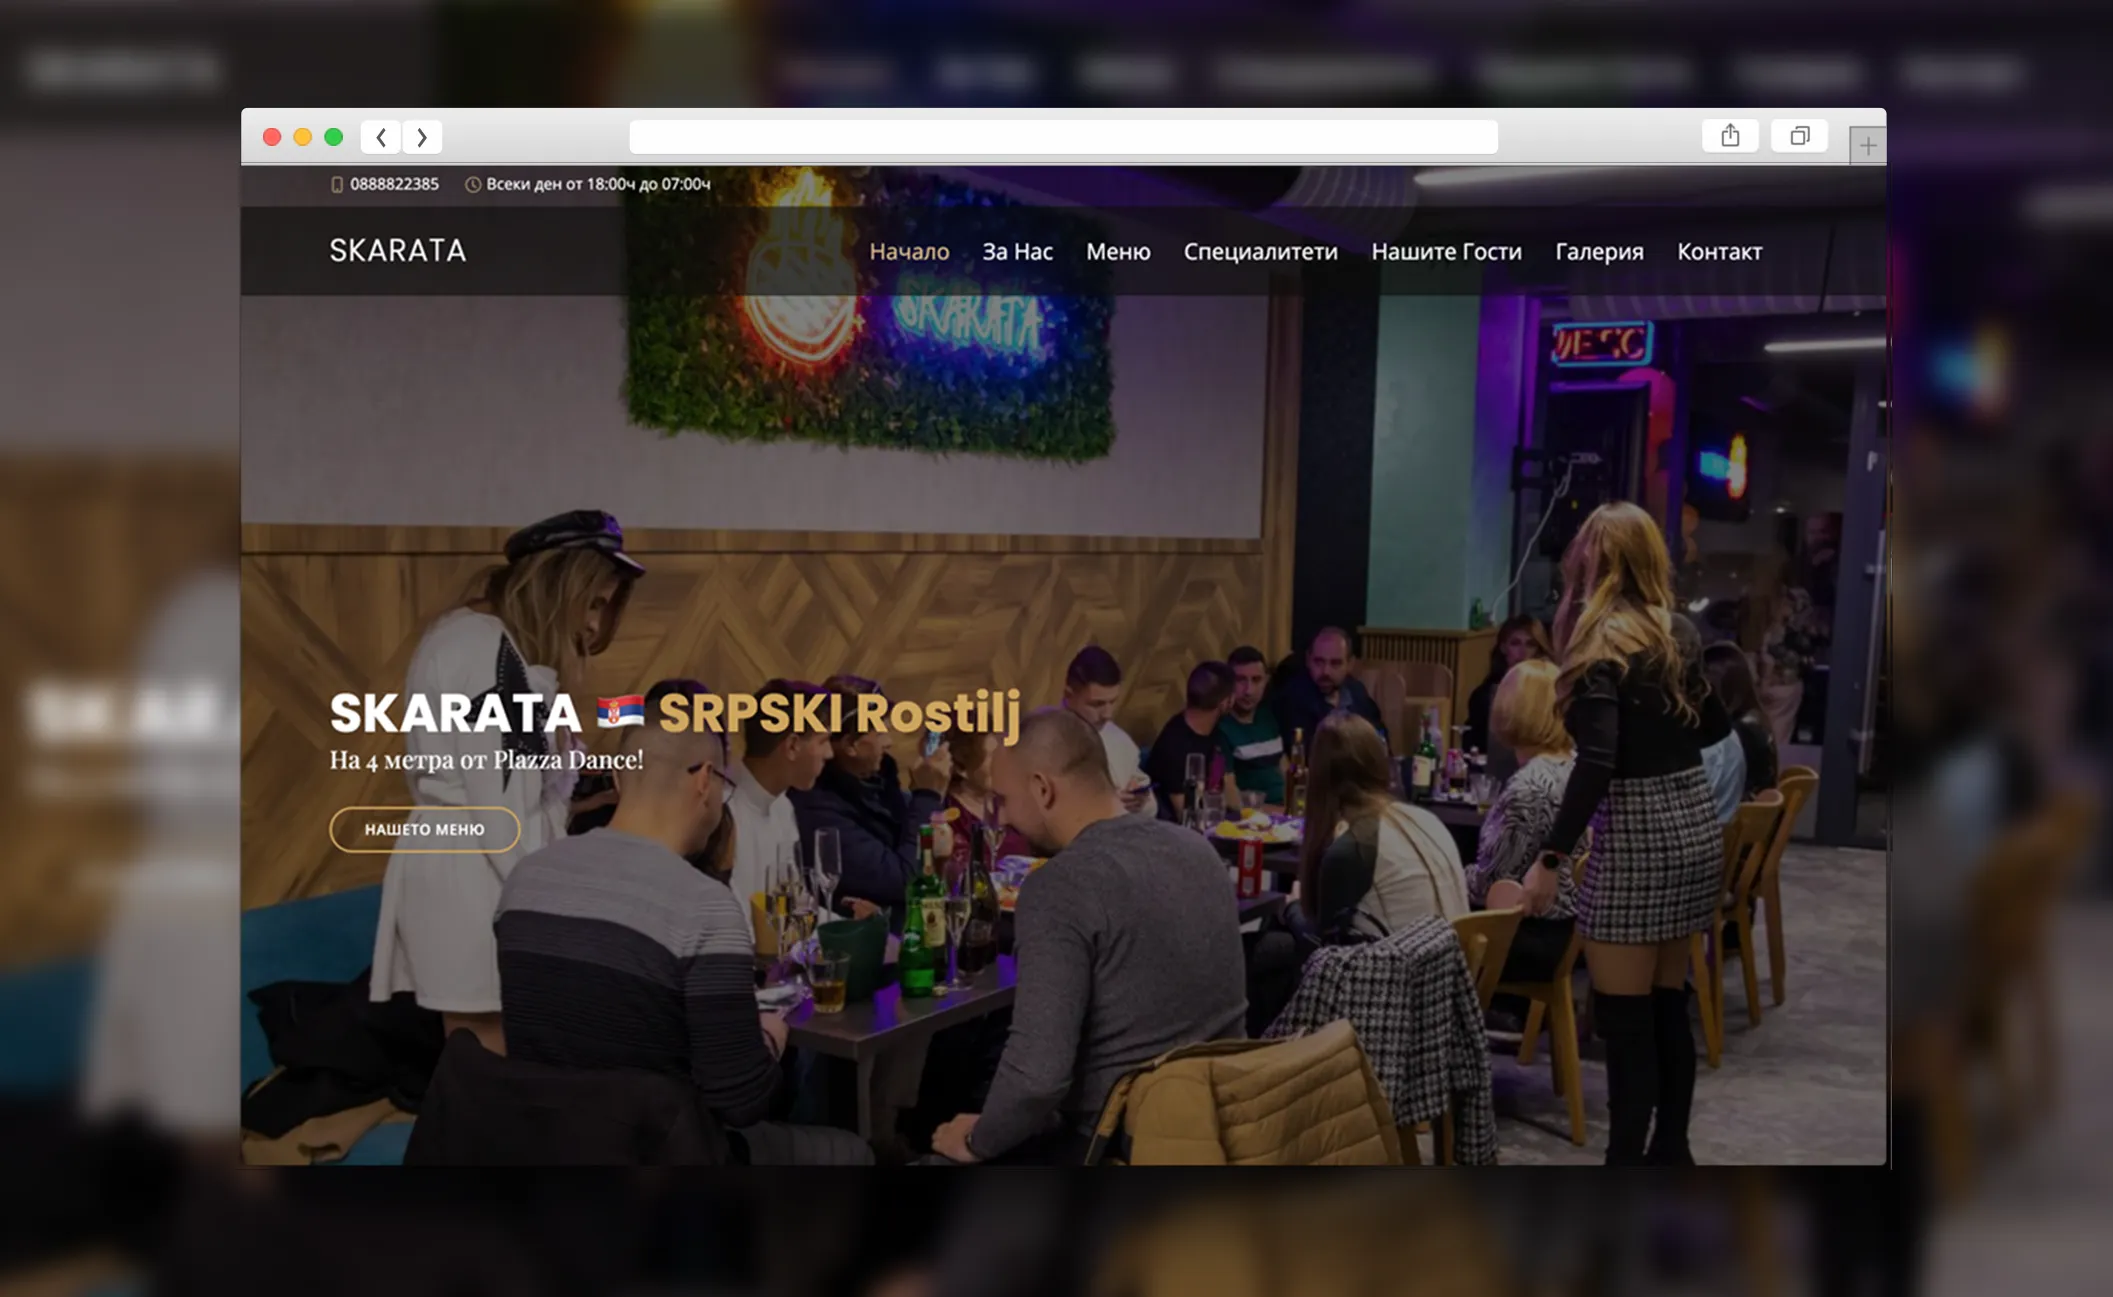 0888822385 Всеки ден от 18:00ч до 07:00ч
SKARATA Начало За Нас Меню Специалитети Нашите Гости Галерия Контакт
SKARATA
SKARATA 🇷🇸 SRPSKI Rostilj
На 4 метра от Plazza Dance!
НАШЕТО МЕНЮ